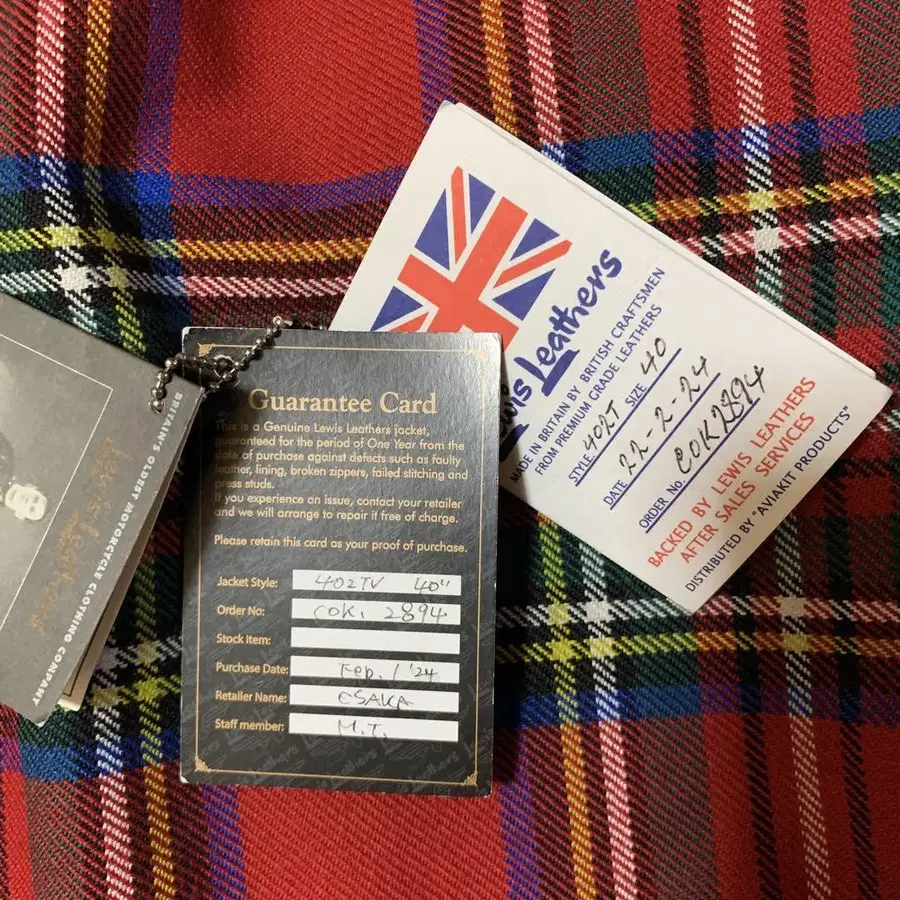 BRITAIN'S OLDEST MOTORCYCLE CLOTHING COMPANY
Guarantee Card
This is a Genuine Lewis Leathers jacket,
guaranteed for the period of One Year from the
date of purchase against defects such as faulty
leather, lining, broken zippers, failed stitching and
press studs.
If you experience an issue, contact your retailer
and we will arrange to repair it free of charge.
Please retain this card as your proof of purchase.
Jacket Style: 402TV 40"
Order No: COK. 2894
Stock item:
Purchase Date: Feb. / '24
Retailer Name: ESAKA
Staff member: M.T.
Leathers
Lewis Leathers
MADE IN BRITAIN BY BRITISH CRAFTSMEN
FROM PREMIUM GRADE LEATHERS
STYLE. 402T SIZE 40
DATE 22-2-24
ORDER No. COK2894
BACKED BY LEWIS LEATHERS
AFTER SALES SERVICES
DISTRIBUTED BY "AVIAKIT PRODUCTS"